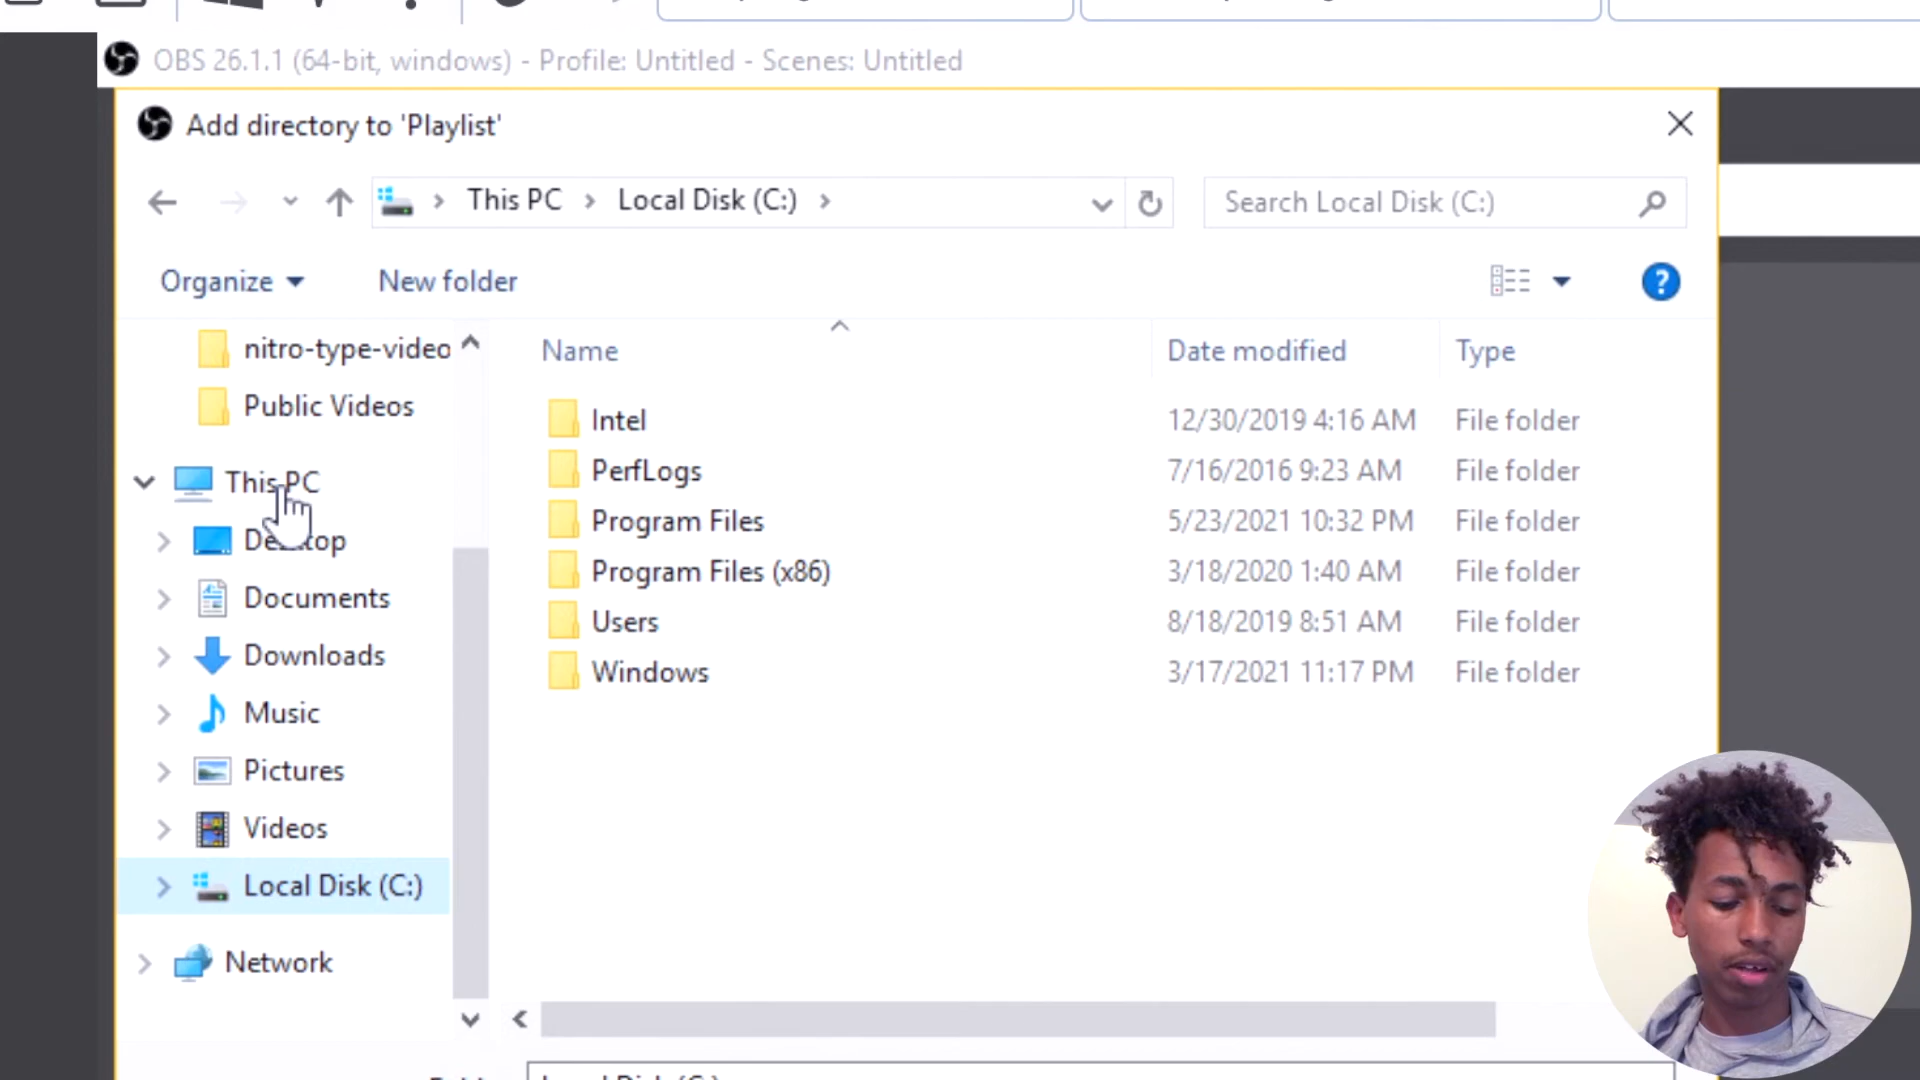 OBS 26.1.1 (64-bit, windows) - Profile: Untitled - Scenes: Untitled
Add directory to 'Playlist'
This PC Local Disk (C:) Search Local Disk (C:)
Organize New folder
nitro-type-video
Public Videos
This PC
Desktop
Documents
Downloads
Music
Pictures
Videos
Local Disk (C:)
Network
Name Date modified Type
Intel 12/30/2019 4:16 AM File folder
PerfLogs 7/16/2016 9:23 AM File folder
Program Files 5/23/2021 10:32 PM File folder
Program Files (x86) 3/18/2020 1:40 AM File folder
Users 8/18/2019 8:51 AM File folder
Windows 3/17/2021 11:17 PM File folder
Local Disk (C:)